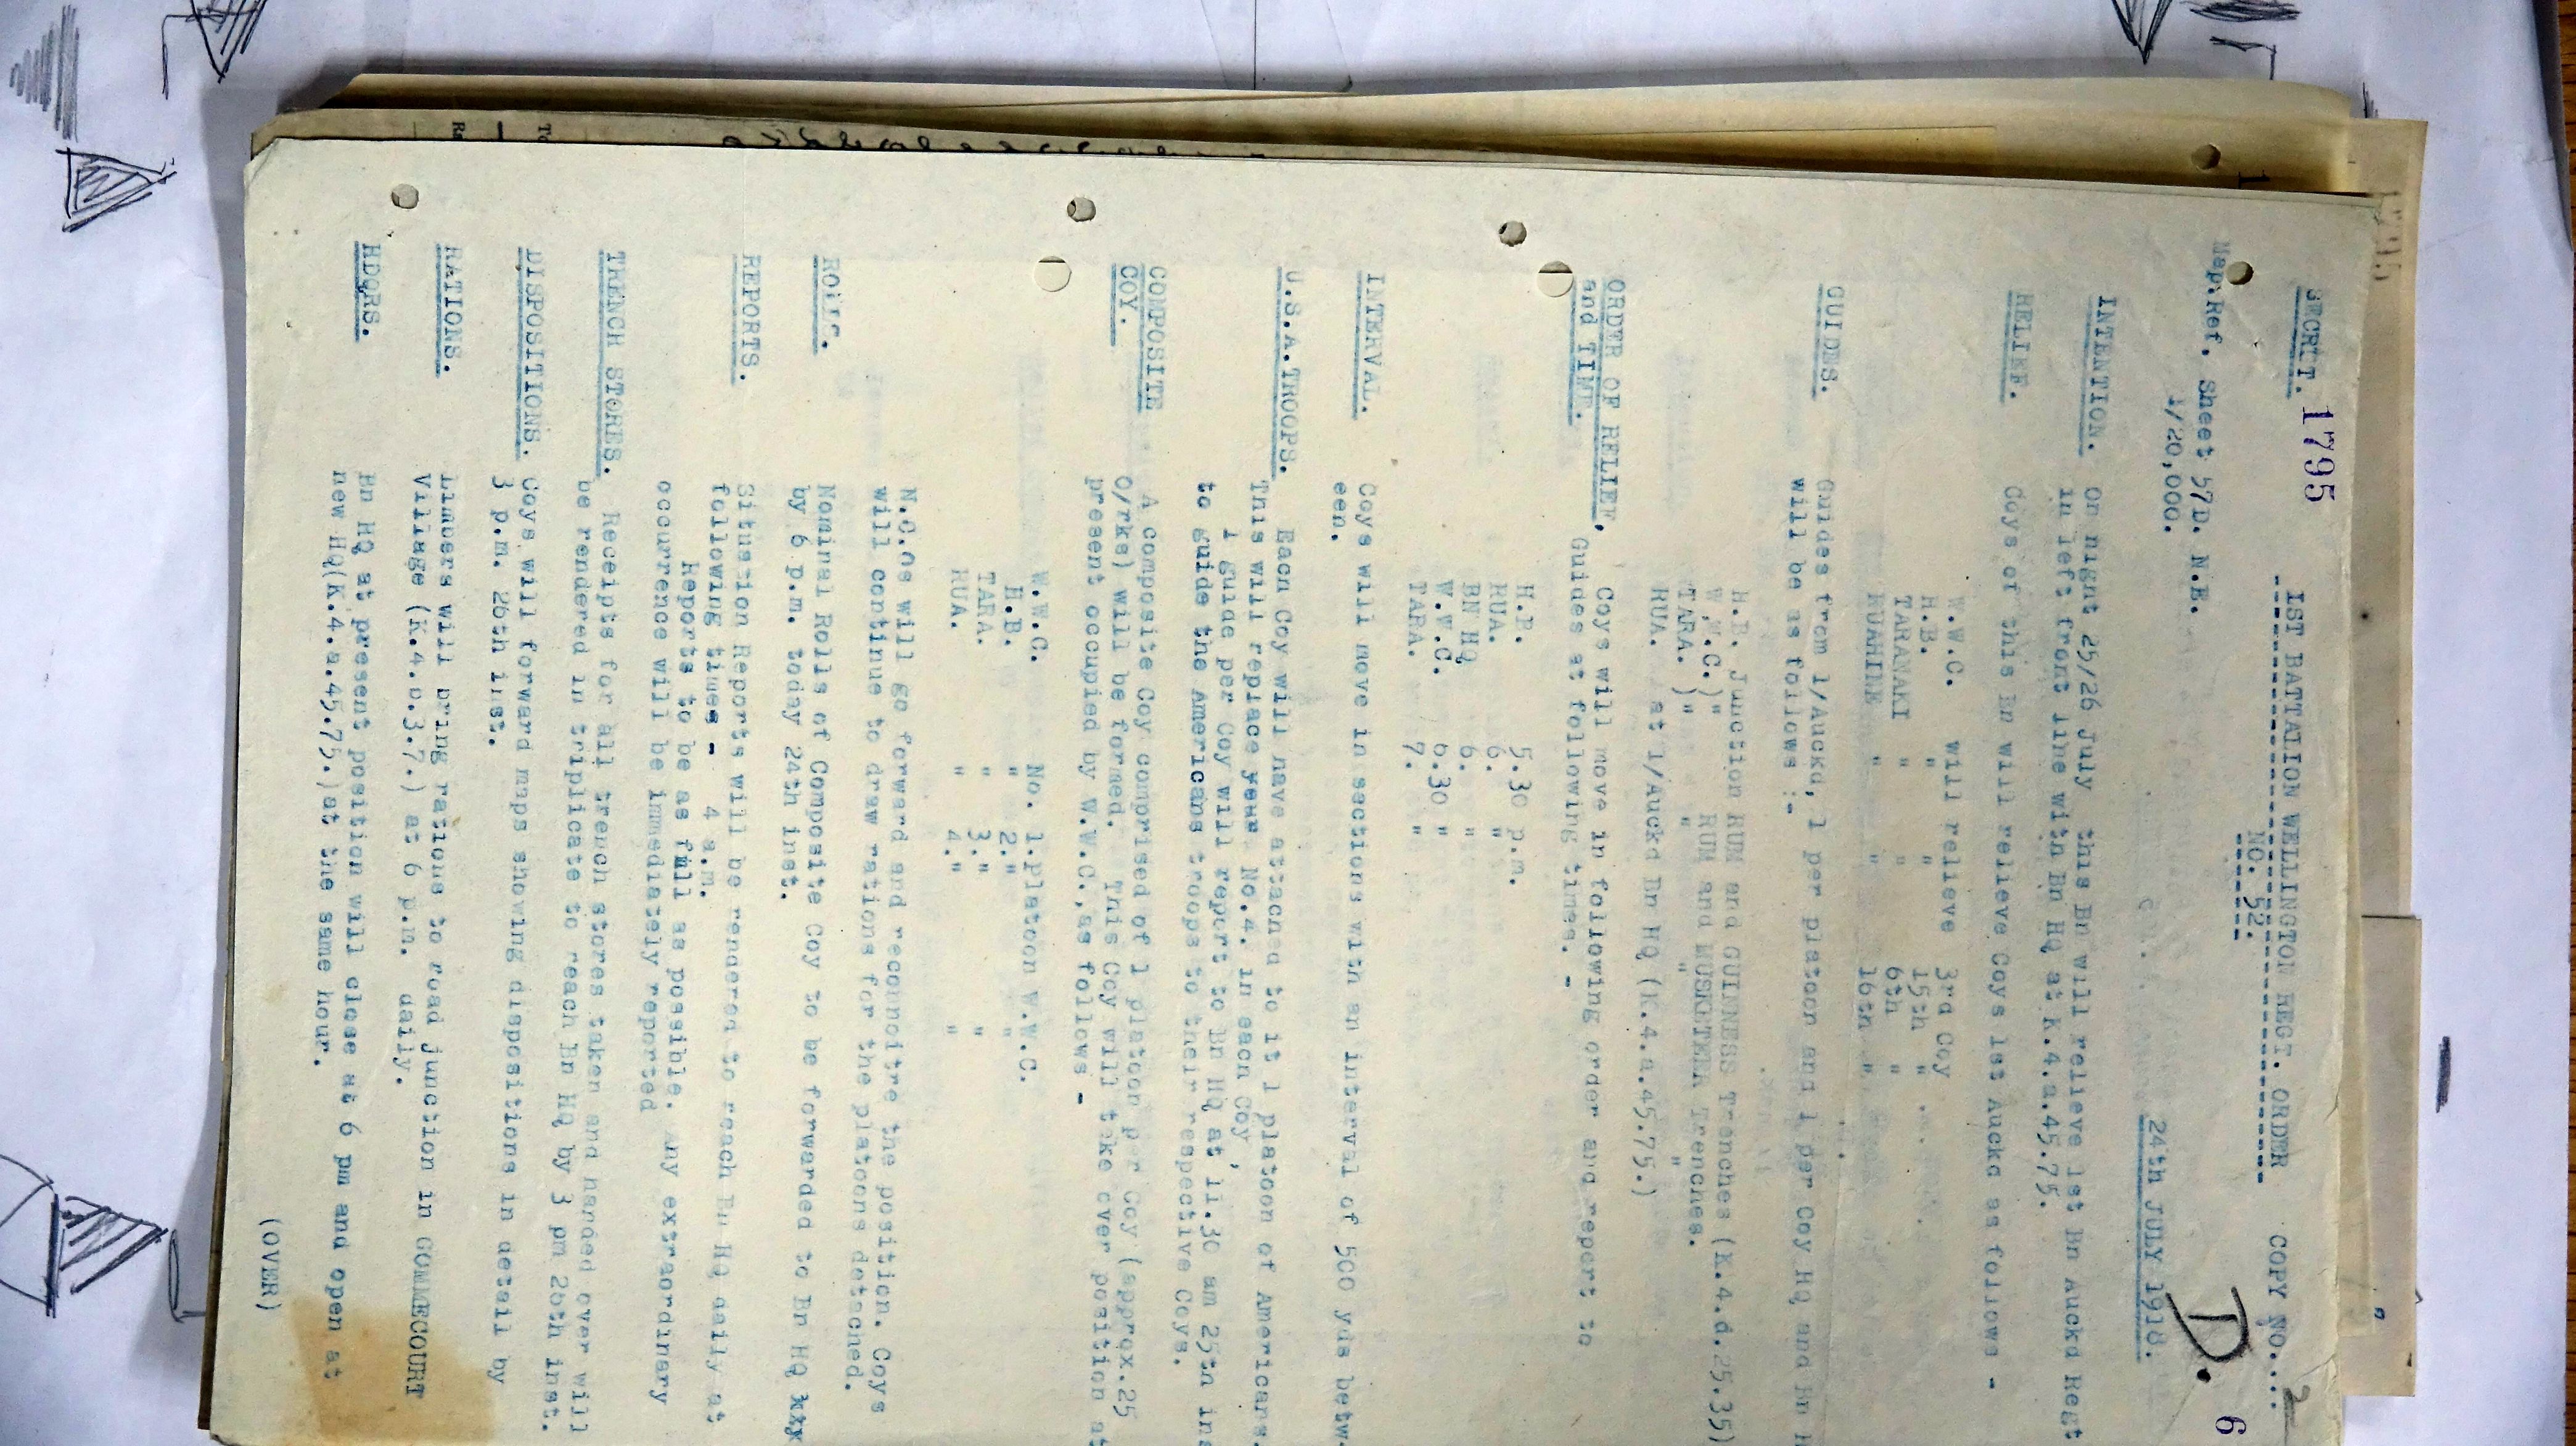 SECRET. 1795
1ST BATTALION WELLINGTON REGT. ORDER COPY NO....2
NO. 52.
D. 6
Map.Ref. Sheet 57D. N.E.
1/20,000.
24th JULY 1918.
INTENTION. On night 25/26 July this Bn will relieve 1st Bn Auckd Regt
in left front line with Bn HQ at K.4.a.45.75.
RELIEF. Coys of this Bn will relieve Coys 1st Auckd as follows -
W.W.C. will relieve 3rd Coy
H.B. " " 15th "
TARANAKI " " 6th "
RUAHINE " " 16th "
GUIDES. Guides from 1/Auckd, 1 per platoon and 1 per Coy HQ and Bn H
will be as follows :-
H.B. Junction RUM and GUINNESS Trenches (K.4.d.25.35)
W.W.C.)" " RUM and MUSKETEER Trenches.
TARA. )" " " "
RUA. at 1/Auckd Bn HQ (K.4.a.45.75.)
ORDER OF RELIEF, Coys will move in following order and report to
and TIME. Guides at following times. -
H.B. 5.30 p.m.
RUA. 6. "
BN HQ 6. "
W.W.C. 6.30 "
TARA. 7. "
INTERVAL. Coys will move in sections with an interval of 500 yds betw-
een.
U.S.A.TROOPS. Each Coy will have attached to it 1 platoon of Americans.
This will replace your No.4. in each Coy,
1 guide per Coy will report to Bn HQ at 11.30 am 25th ins
to guide the Americans troops to their respective Coys.
COMPOSITE A composite Coy comprised of 1 platoon per Coy (approx.25
COY. O/rks) will be formed. This Coy will take over position at
present occupied by W.W.C.,as follows -
W.W.C. No. 1.platoon W.W.C.
H.B. " 2." "
TARA. " 3." "
RUA. " 4." "
N.C.Os will go forward and reconnoitre the position. Coys
will continue to draw rations for the platoons detached.
ROLLS. Nominal Rolls of Composite Coy to be forwarded to Bn HQ xxx
by 6 p.m. today 24th inst.
REPORTS. Situation Reports will be rendered to reach Bn HQ daily at
following times - 4 a.m.
Reports to be as full as possible. Any extraordinary
occurrence will be immediately reported
TRENCH STORES. Receipts for all trench stores taken and handed over will
be rendered in triplicate to reach Bn HQ by 3 pm 26th inst.
DISPOSITIONS. Coys will forward maps showing dispositions in detail by
3 p.m. 26th inst.
RATIONS. Limbers will bring rations to road junction in GOMMECOURT
Village (K.4.c.3.7.) at 6 p.m. daily.
HDQRS. Bn HQ at present position will close at 6 pm and open at
new HQ(K.4.a.45.75.)at the same hour.
(OVER)